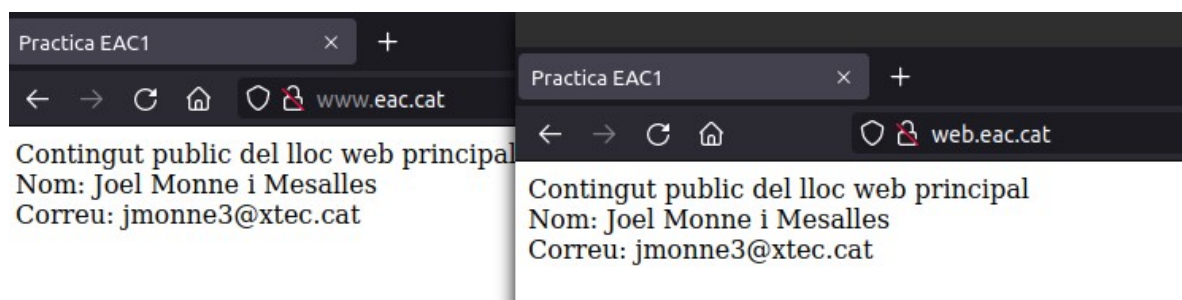 Practica EAC1
www.eac.cat
Contingut public del lloc web principal
Nom: Joel Monne i Mesalles
Correu: jmonne3@xtec.cat
Practica EAC1
web.eac.cat
Contingut public del lloc web principal
Nom: Joel Monne i Mesalles
Correu: jmonne3@xtec.cat